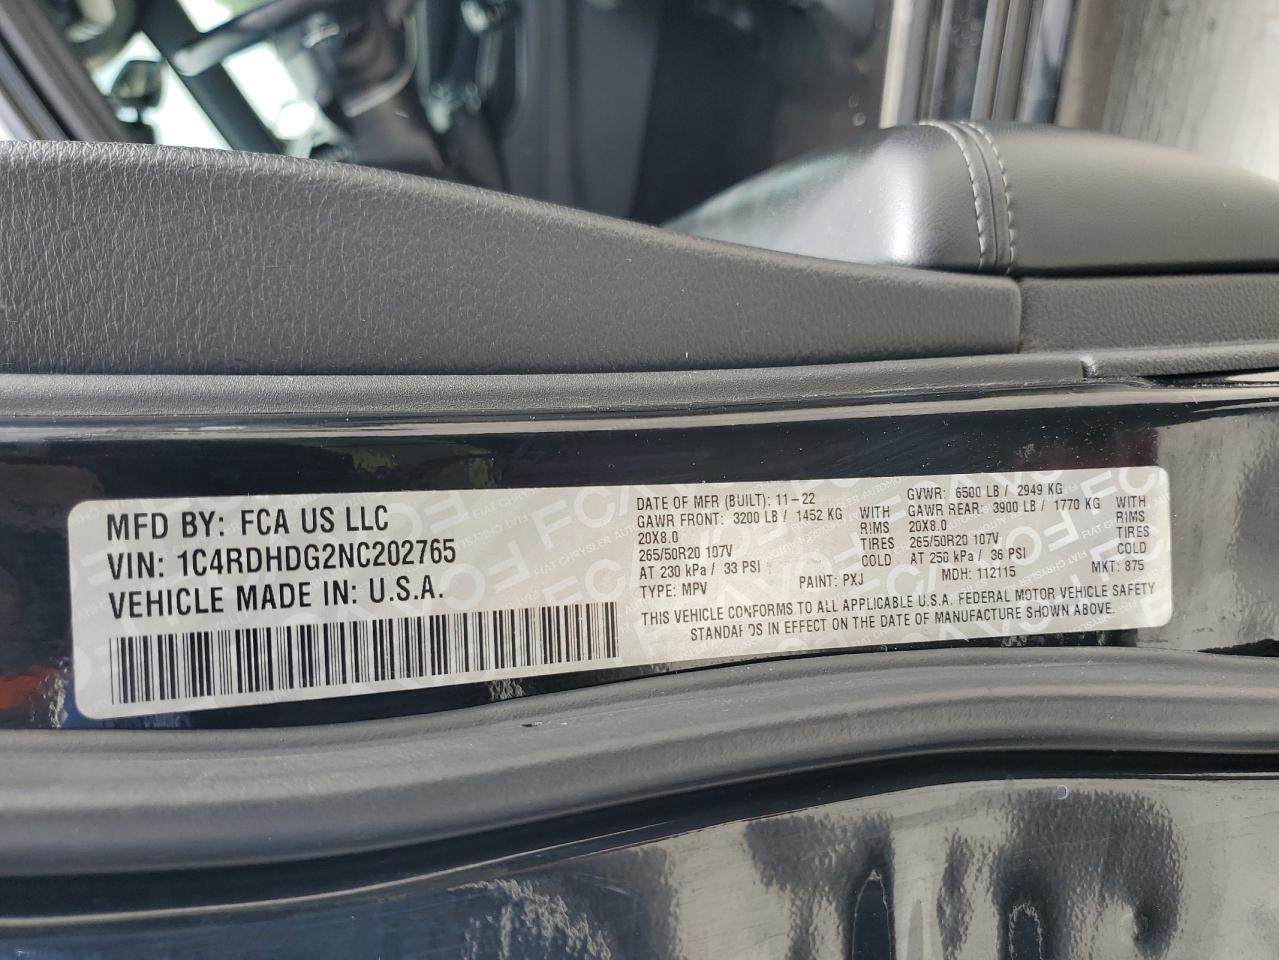 MFD BY: FCA US LLC
VIN: 1C4RDHDG2NC202765
VEHICLE MADE IN: U.S.A.
DATE OF MFR (BUILT): 11-22 GVWR: 6500 LB / 2949 KG
GAWR FRONT: 3200 LB / 1452 KG WITH GAWR REAR: 3900 LB / 1770 KG WITH
20X8.0 RIMS 20X8.0 RIMS
265/50R20 107V TIRES 265/50R20 107V TIRES
AT 230 kPa / 33 PSI COLD AT 250 kPa / 36 PSI COLD
TYPE: MPV PAINT: PXJ MDH: 112115 MKT: 875
THIS VEHICLE CONFORMS TO ALL APPLICABLE U.S.A. FEDERAL MOTOR VEHICLE SAFETY
STANDARDS IN EFFECT ON THE DATE OF MANUFACTURE SHOWN ABOVE.